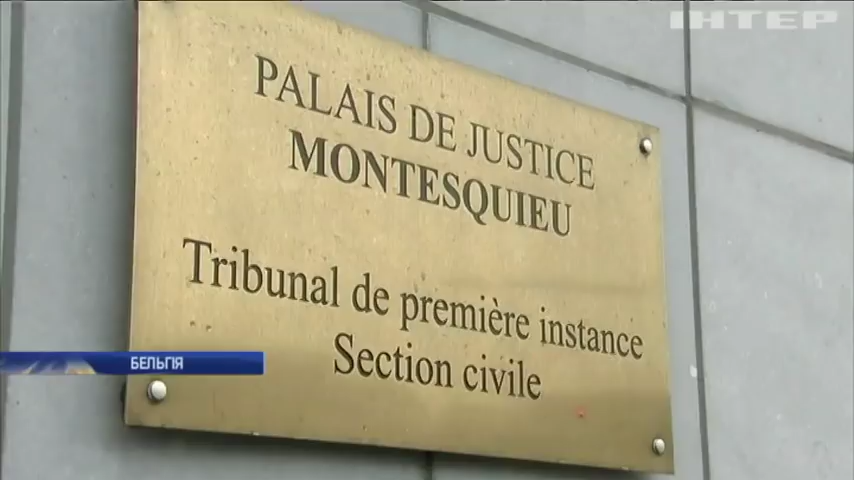 ІНТЕР
PALAIS DE JUSTICE
MONTESQUIEU
Tribunal de première instance
Section civile
БЕЛЬГІЯ